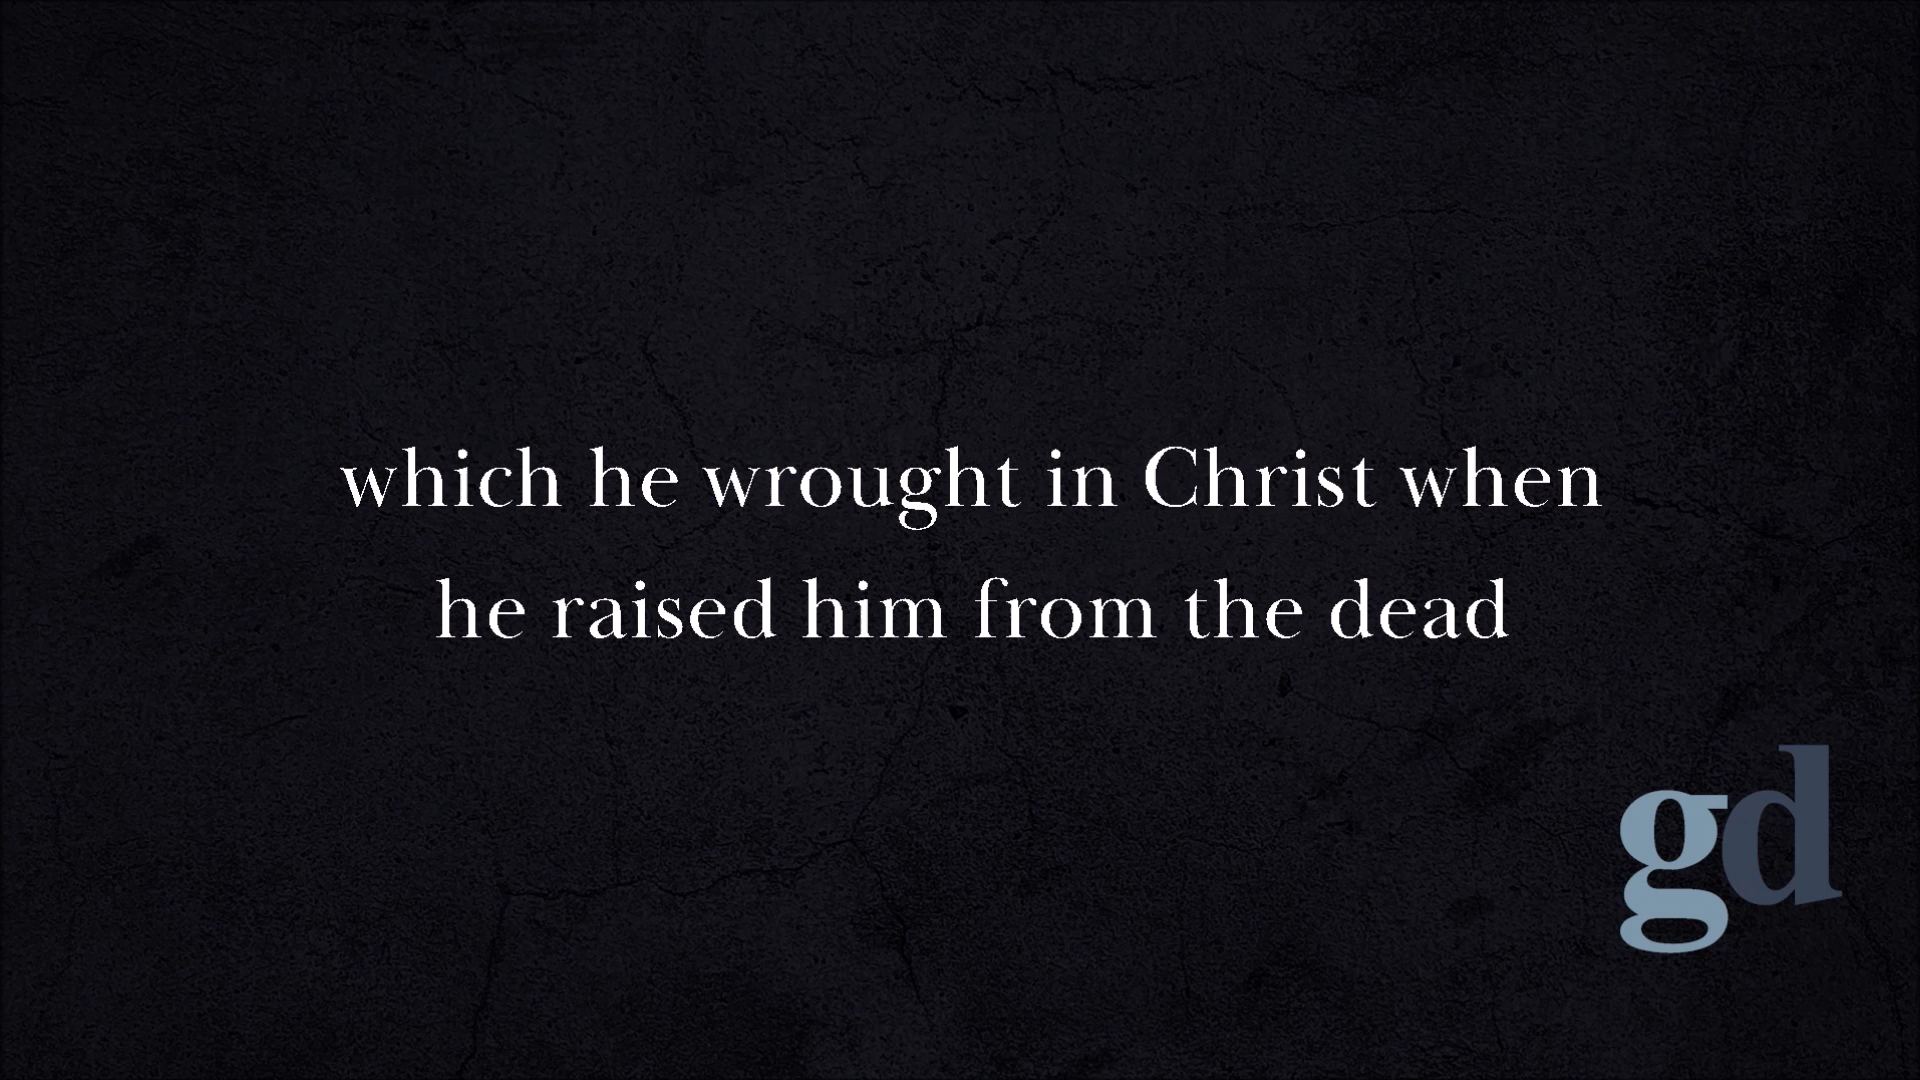 which he wrought in Christ when
he raised him from the dead
gd